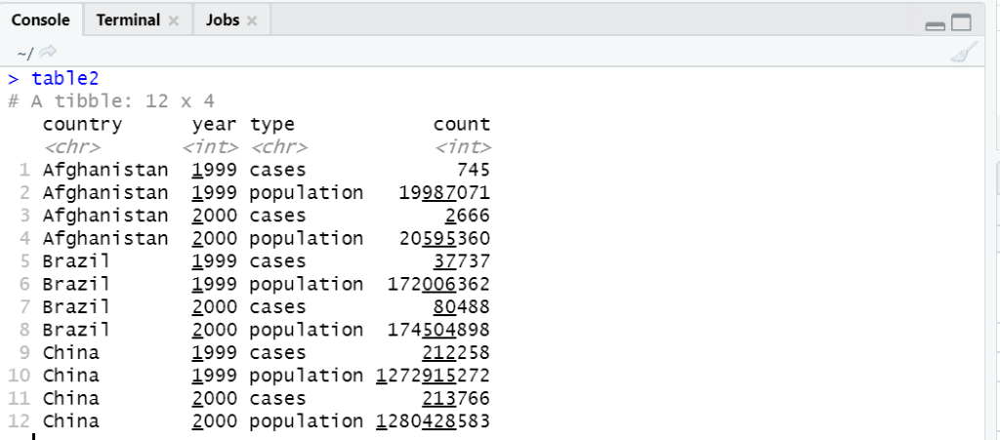 Console Terminal × Jobs ×
~/
> table2
# A tibble: 12 x 4
country year type count
<chr> <int> <chr> <int>
1 Afghanistan 1999 cases 745
2 Afghanistan 1999 population 19987071
3 Afghanistan 2000 cases 2666
4 Afghanistan 2000 population 20595360
5 Brazil 1999 cases 37737
6 Brazil 1999 population 172006362
7 Brazil 2000 cases 80488
8 Brazil 2000 population 174504898
9 China 1999 cases 212258
10 China 1999 population 1272915272
11 China 2000 cases 213766
12 China 2000 population 1280428583